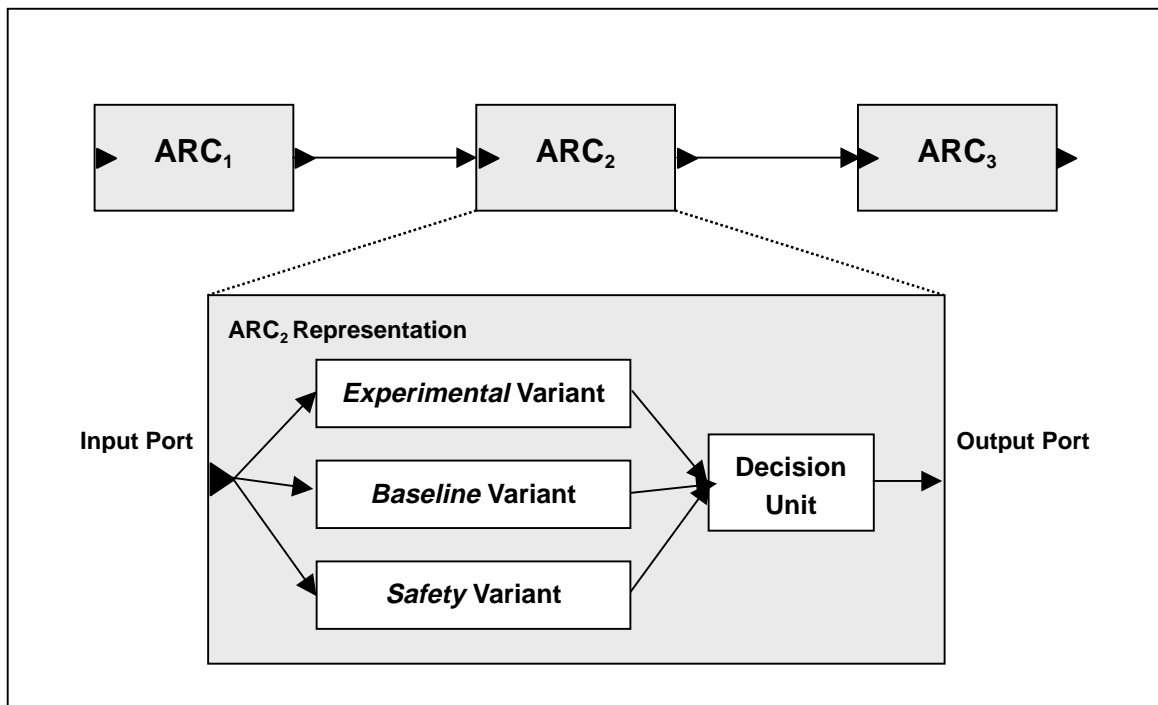 ARC₁
ARC₂
ARC₃
ARC₂ Representation
Experimental Variant
Input Port
Output Port
Decision
Unit
Baseline Variant
Safety Variant